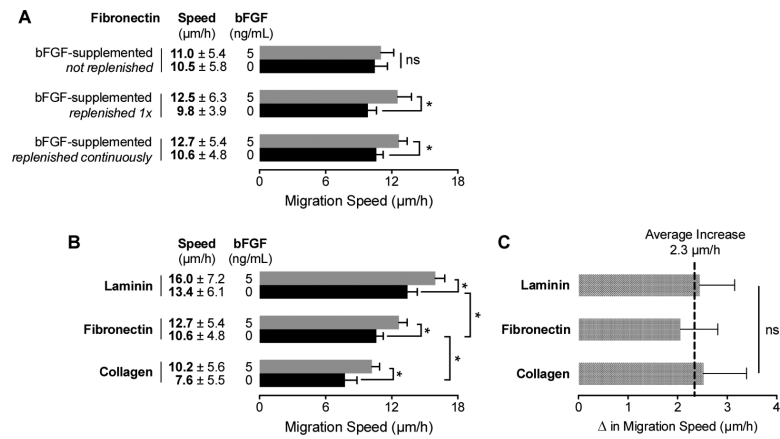 A
Fibronectin Speed bFGF
(µm/h) (ng/mL)
bFGF-supplemented 11.0 ± 5.4 5
not replenished 10.5 ± 5.8 0
ns
bFGF-supplemented 12.5 ± 6.3 5
replenished 1x 9.8 ± 3.9 0
*
bFGF-supplemented 12.7 ± 5.4 5
replenished continuously 10.6 ± 4.8 0
*
0 6 12 18
Migration Speed (µm/h)
B
Speed bFGF
(µm/h) (ng/mL)
Laminin
16.0 ± 7.2 5
13.4 ± 6.1 0
*
*
Fibronectin
12.7 ± 5.4 5
10.6 ± 4.8 0
*
*
Collagen
10.2 ± 5.6 5
7.6 ± 5.5 0
*
0 6 12 18
Migration Speed (µm/h)
C
Average Increase
2.3 µm/h
Laminin
Fibronectin
Collagen
ns
0 1 2 3 4
Δ in Migration Speed (µm/h)